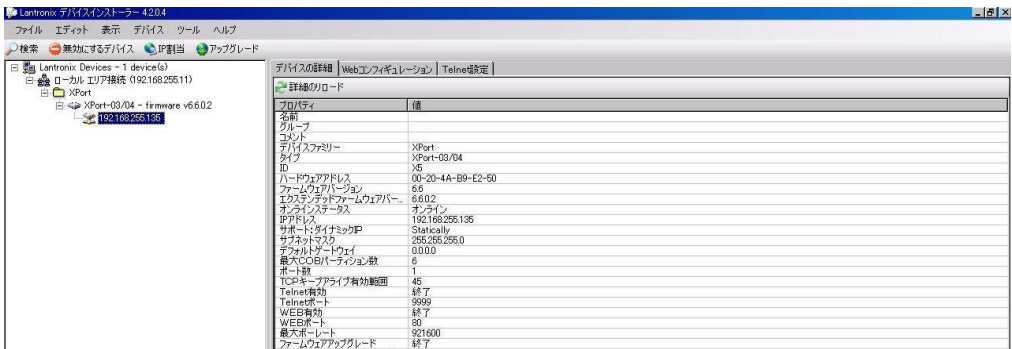 Lantronix デバイスインストーラー 4.2.0.4
ファイル エディット 表示 デバイス ツール ヘルプ
検索 無効にするデバイス IP割当 アップグレード
Lantronix Devices - 1 device(s)
ローカル エリア接続 (192.168.255.11)
XPort
XPort-03/04 - firmware v6.6.0.2
192.168.255.135
デバイスの詳細 Webコンフィギュレーション Telnet設定
詳細のリロード
プロパティ 値
名前
グループ
コメント
デバイスファミリー XPort
タイプ XPort-03/04
ID X5
ハードウェアアドレス 00-20-4A-B9-E2-50
ファームウェアバージョン 6.6
エクステンデッドファームウェアバー... 6.6.0.2
オンラインステータス オンライン
IPアドレス 192.168.255.135
サポート:ダイナミックIP Statically
サブネットマスク 255.255.255.0
デフォルトゲートウェイ 0.0.0.0
最大COBパーティション数 6
ポート数 1
TCPキープアライブ有効範囲 45
Telnet有効 終了
Telnetポート 9999
WEB有効 終了
WEBポート 80
最大ボーレート 921600
ファームウェアアップグレード 終了